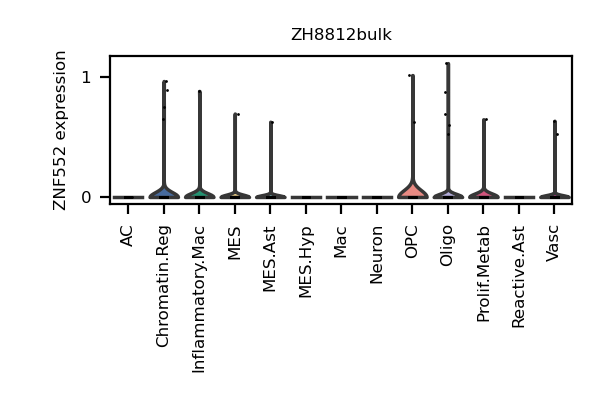 ZH8812bulk
ZNF552 expression
1
0
AC
Chromatin.Reg
Inflammatory.Mac
MES
MES.Ast
MES.Hyp
Mac
Neuron
OPC
Oligo
Prolif.Metab
Reactive.Ast
Vasc